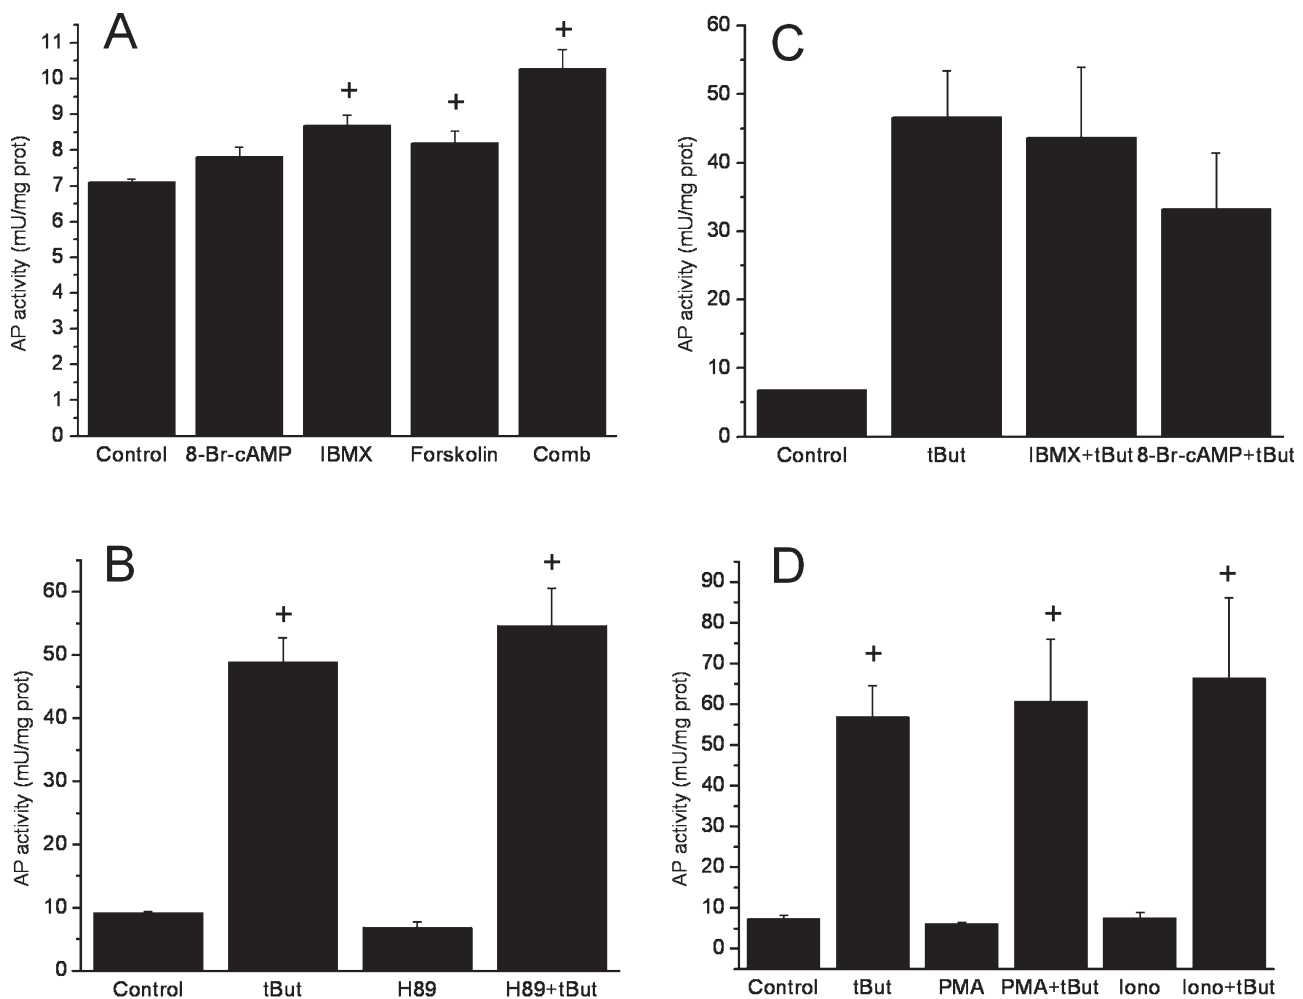 A
AP activity (mU/mg prot)
11
10
9
8
7
6
5
4
3
2
1
0
+ + +
Control 8-Br-cAMP IBMX Forskolin Comb
C
AP activity (mU/mg prot)
60
50
40
30
20
10
0
Control tBut IBMX+tBut 8-Br-cAMP+tBut
B
AP activity (mU/mg prot)
60
50
40
30
20
10
0
+ +
Control tBut H89 H89+tBut
D
AP activity (mU/mg prot)
90
80
70
60
50
40
30
20
10
0
+ + +
Control tBut PMA PMA+tBut Iono Iono+tBut